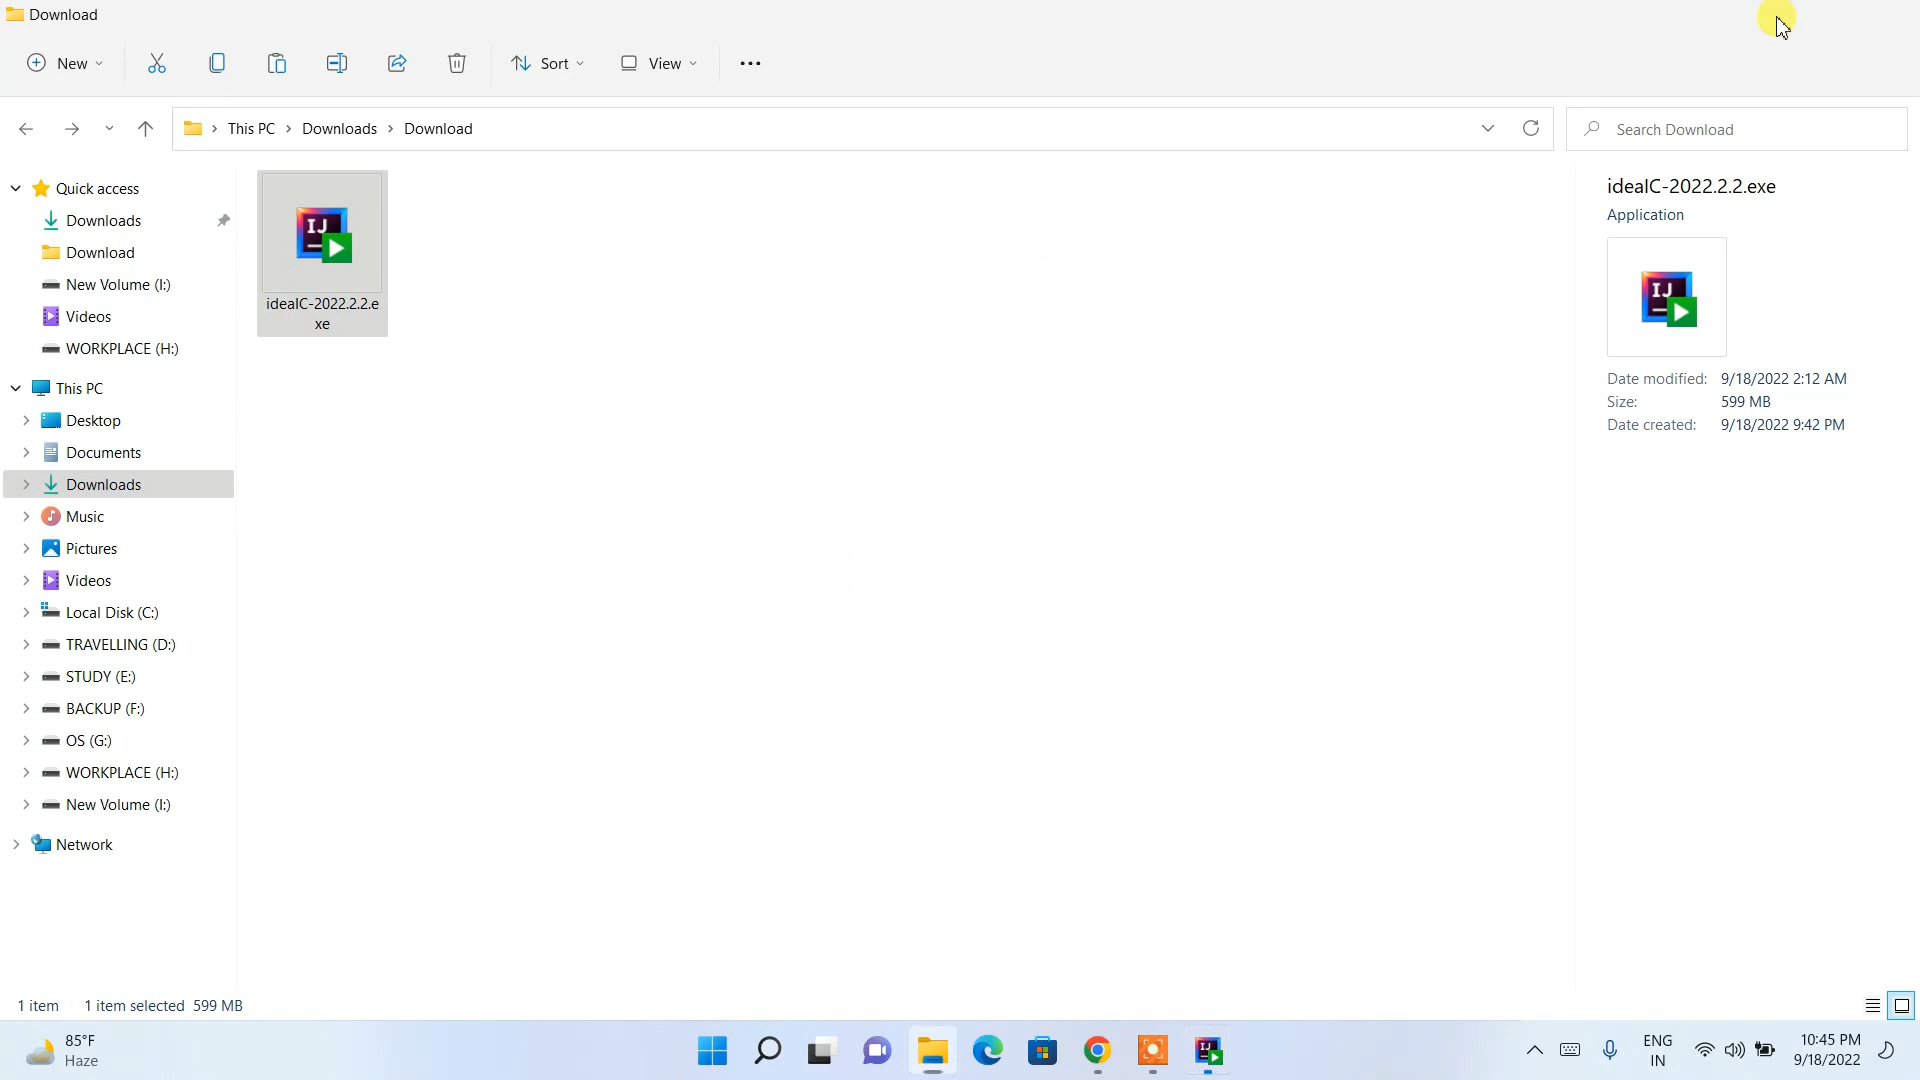 Download
New
Sort
View
This PC
Downloads
Download
Search Download
Quick access
Downloads
Download
New Volume (I:)
Videos
WORKPLACE (H:)
This PC
Desktop
Documents
Downloads
Music
Pictures
Videos
Local Disk (C:)
TRAVELLING (D:)
STUDY (E:)
BACKUP (F:)
OS (G:)
WORKPLACE (H:)
New Volume (I:)
Network
IJ
ideaIC-2022.2.2.e
xe
ideaIC-2022.2.2.exe
Application
IJ
Date modified: 9/18/2022 2:12 AM
Size: 599 MB
Date created: 9/18/2022 9:42 PM
1 item 1 item selected 599 MB
85°F
Haze
IJ
ENG
IN
10:45 PM
9/18/2022